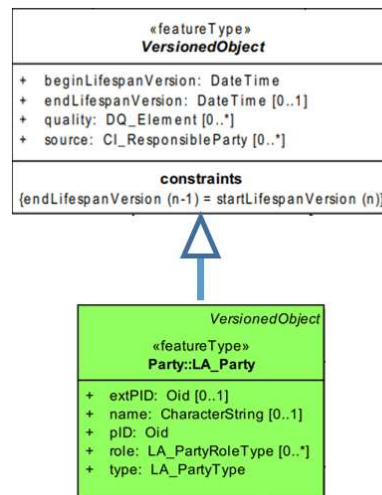 «featureType»
VersionedObject
+ beginLifespanVersion: DateTime
+ endLifespanVersion: DateTime [0..1]
+ quality: DQ_Element [0..*]
+ source: CI_ResponsibleParty [0..*]
constraints
{endLifespanVersion (n-1) = startLifespanVersion (n)}
VersionedObject
«featureType»
Party::LA_Party
+ extPID: Oid [0..1]
+ name: CharacterString [0..1]
+ pID: Oid
+ role: LA_PartyRoleType [0..*]
+ type: LA_PartyType